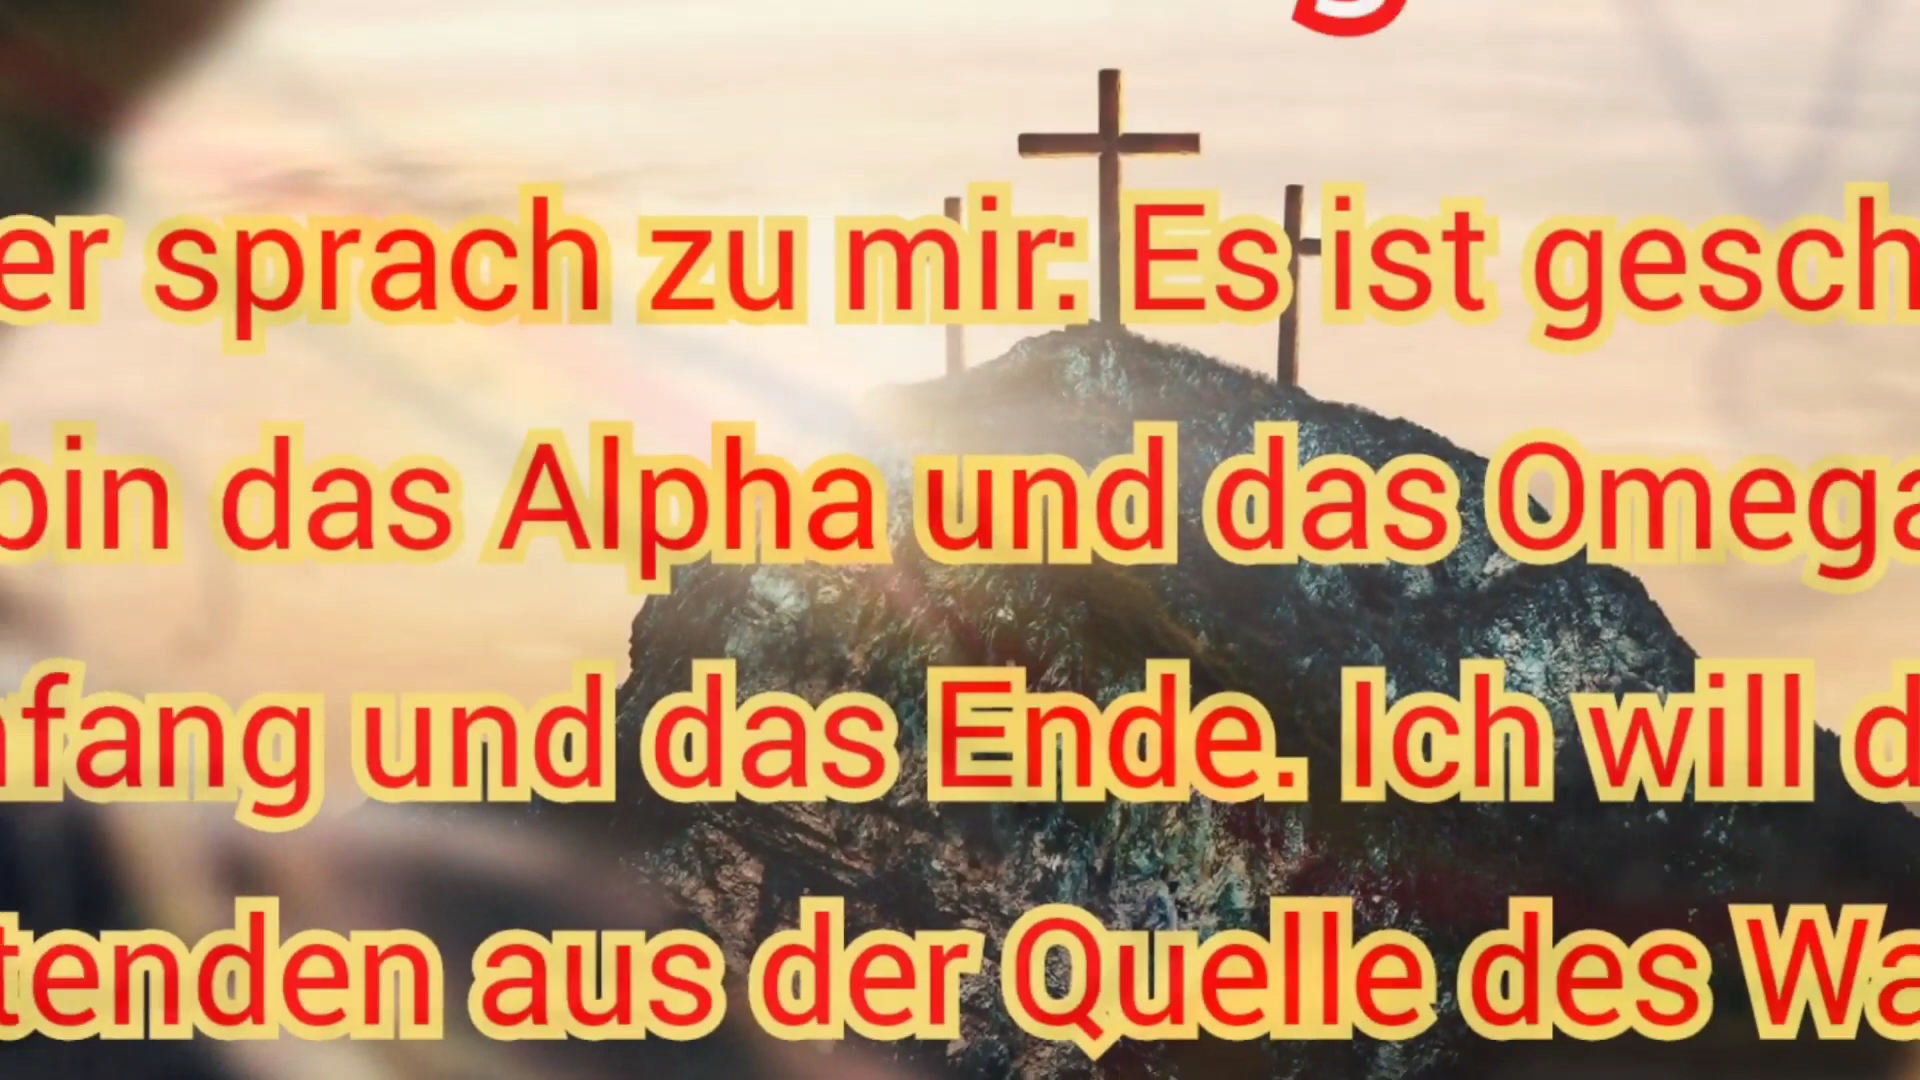 er sprach zu mir: Es ist gesch
bin das Alpha und das Omega
nfang und das Ende. Ich will d
tenden aus der Quelle des Wa